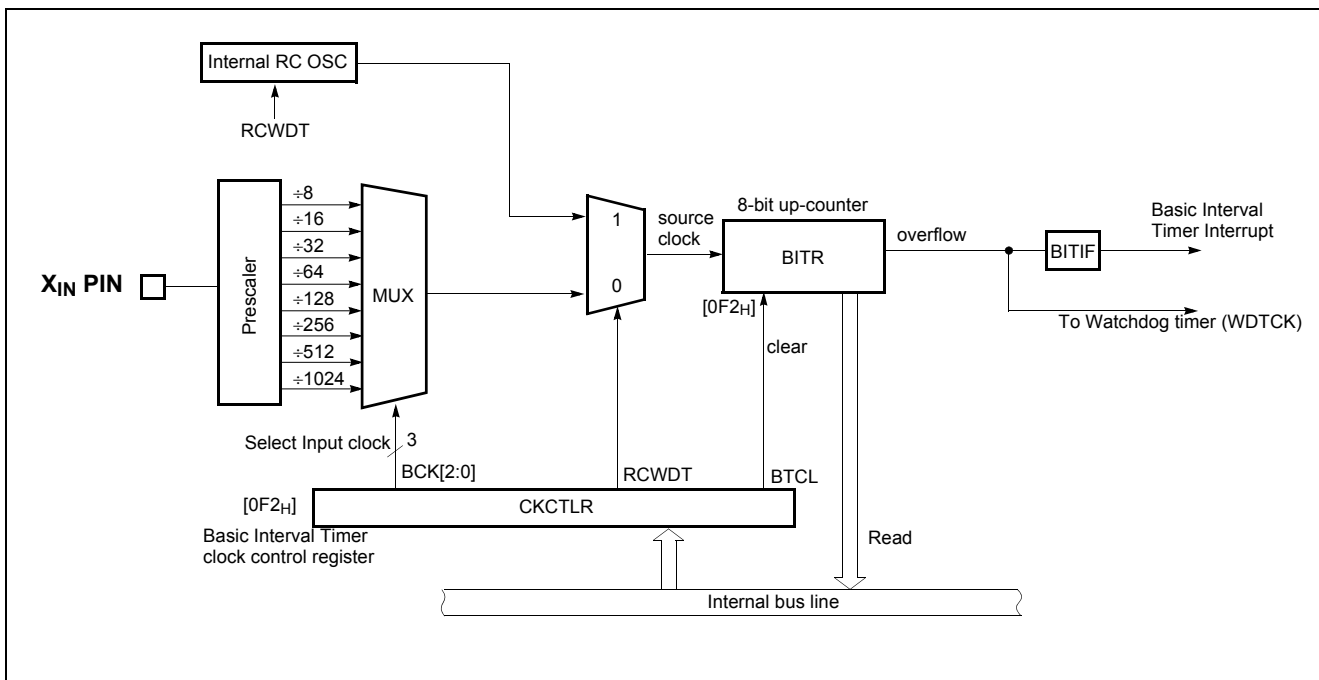 Internal RC OSC
RCWDT
XIN PIN
Prescaler
÷8
÷16
÷32
÷64
÷128
÷256
÷512
÷1024
MUX
Select Input clock
3
BCK[2:0]
1
0
source
clock
8-bit up-counter
BITR
[0F2H]
overflow
BITIF
Basic Interval
Timer Interrupt
To Watchdog timer (WDTCK)
clear
RCWDT
BTCL
[0F2H]
CKCTLR
Basic Interval Timer
clock control register
Read
Internal bus line